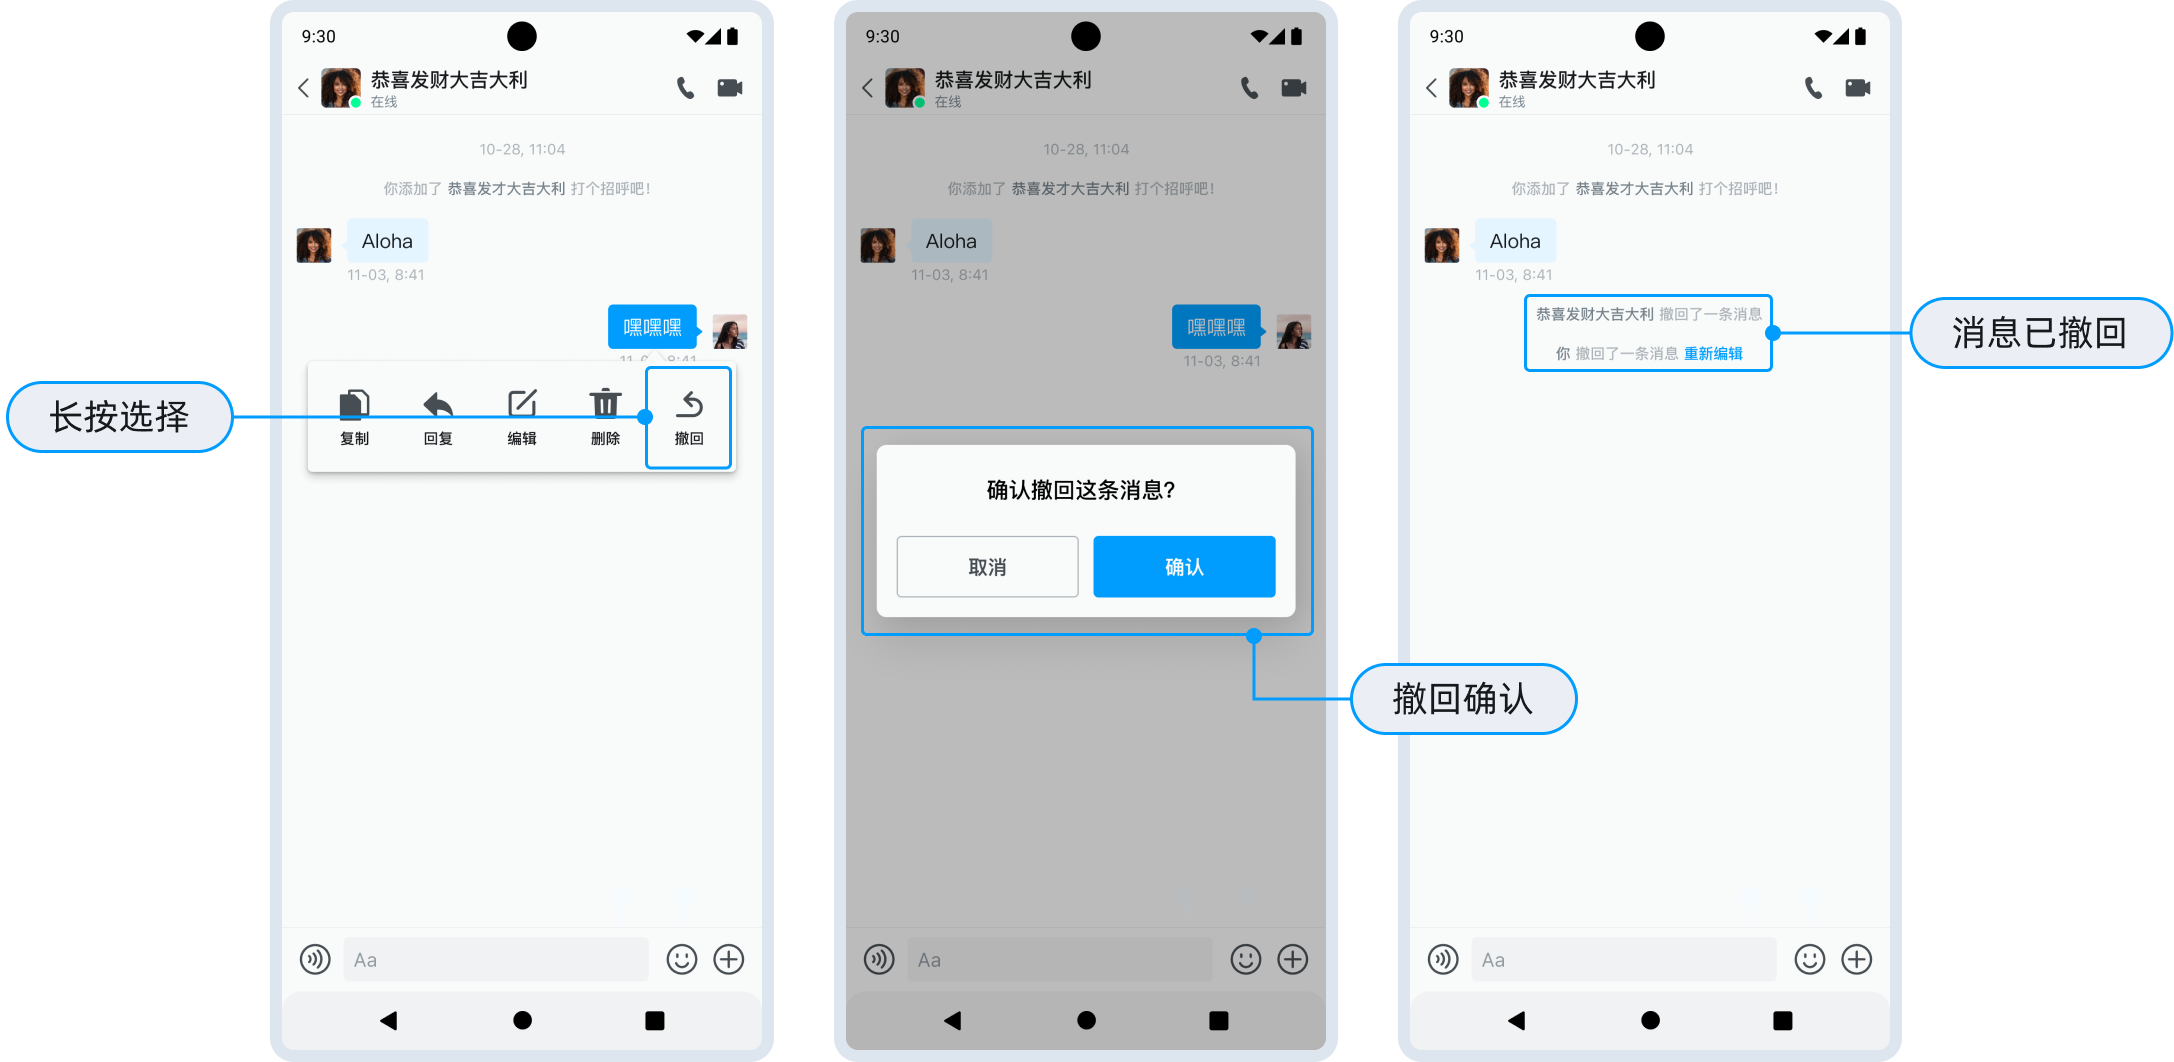 9:30
恭喜发财大吉大利
在线
10-28, 11:04
你添加了 恭喜发才大吉大利 打个招呼吧!
Aloha
11-03, 8:41
嘿嘿嘿
复制
回复
编辑
删除
撤回
长按选择
Aa
9:30
恭喜发财大吉大利
在线
10-28, 11:04
你添加了 恭喜发才大吉大利 打个招呼吧!
Aloha
11-03, 8:41
嘿嘿嘿
11-03, 8:41
确认撤回这条消息?
取消
确认
撤回确认
Aa
9:30
恭喜发财大吉大利
在线
10-28, 11:04
你添加了 恭喜发才大吉大利 打个招呼吧!
Aloha
11-03, 8:41
恭喜发财大吉大利 撤回了一条消息
你 撤回了一条消息 重新编辑
消息已撤回
Aa